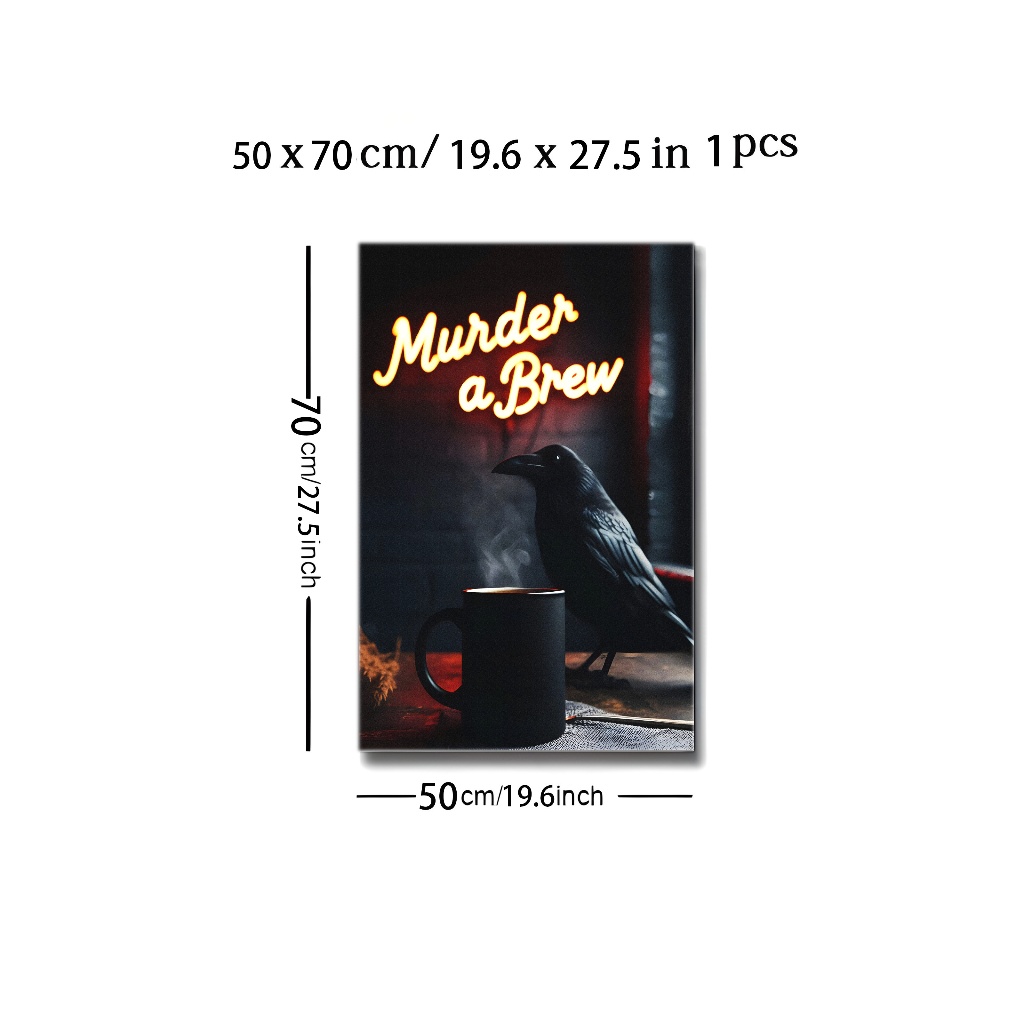 50 x 70 cm/ 19.6 x 27.5 in 1 pcs
Murder
a Brew
70 cm/27.5 inch
50 cm/19.6 inch